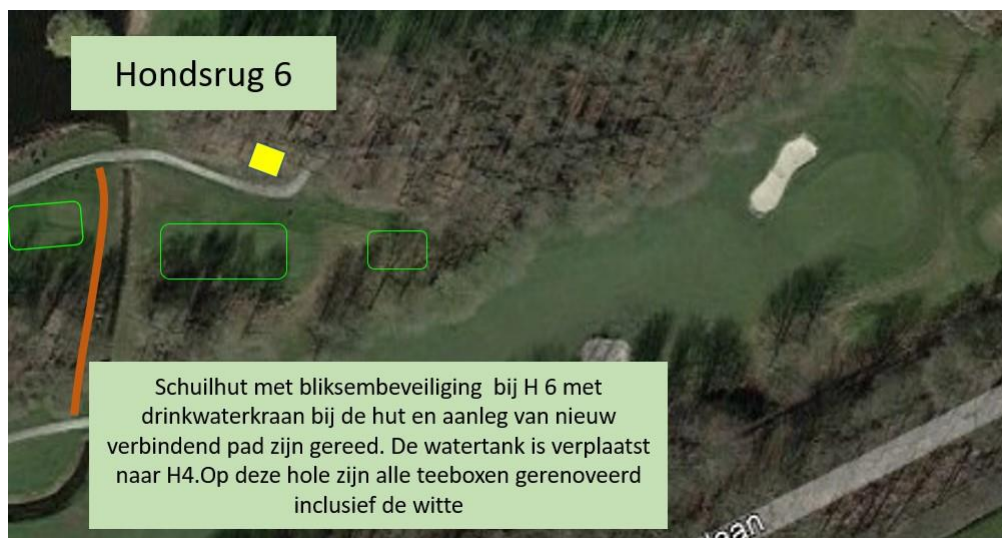 Hondsrug 6
Schuilhut met bliksembeveiliging bij H 6 met
drinkwaterkraan bij de hut en aanleg van nieuw
verbindend pad zijn gereed. De watertank is verplaatst
naar H4.Op deze hole zijn alle teeboxen gerenoveerd
inclusief de witte